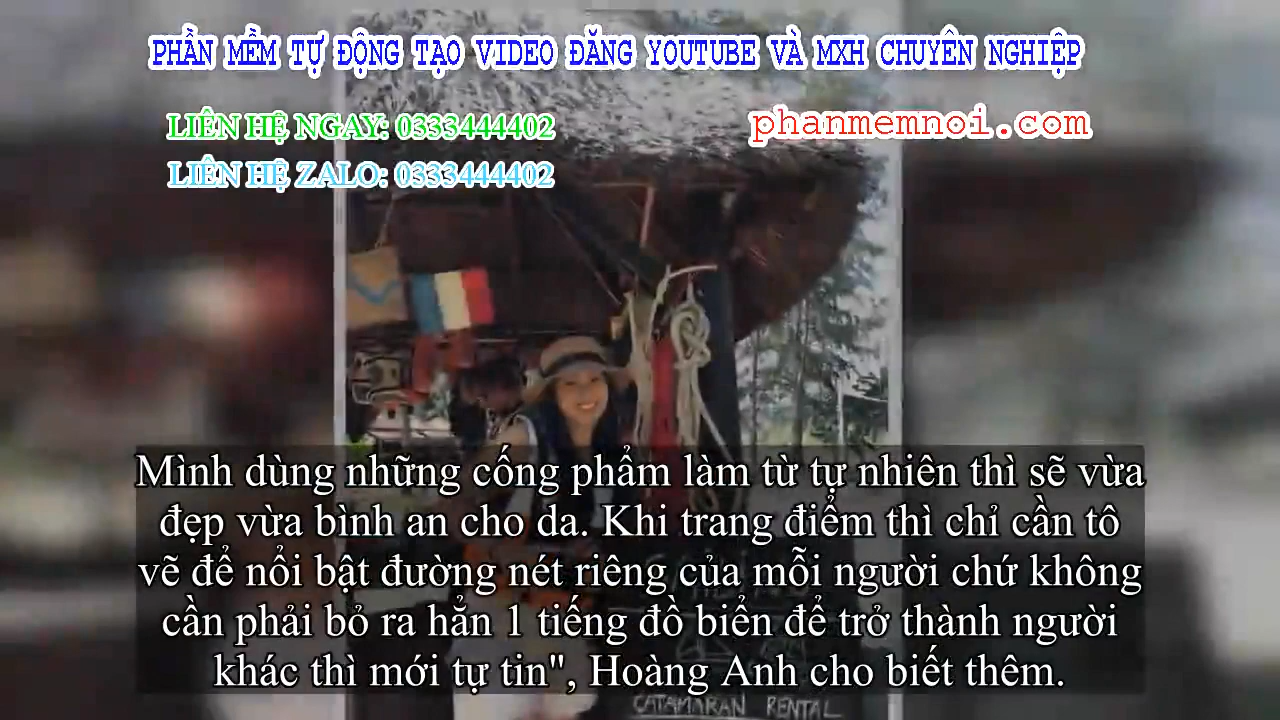 PHẦN MỀM TỰ ĐỘNG TẠO VIDEO ĐĂNG YOUTUBE VÀ MXH CHUYÊN NGHIỆP
LIÊN HỆ NGAY: 0333444402
phanmemnoi.com
LIÊN HỆ ZALO: 0333444402
Mình dùng những cống phẩm làm từ tự nhiên thì sẽ vừa
đẹp vừa bình an cho da. Khi trang điểm thì chỉ cần tô
vẽ để nổi bật đường nét riêng của mỗi người chứ không
cần phải bỏ ra hẳn 1 tiếng đồ biển để trở thành người
khác thì mới tự tin", Hoàng Anh cho biết thêm.
CATAMARAN RENTAL